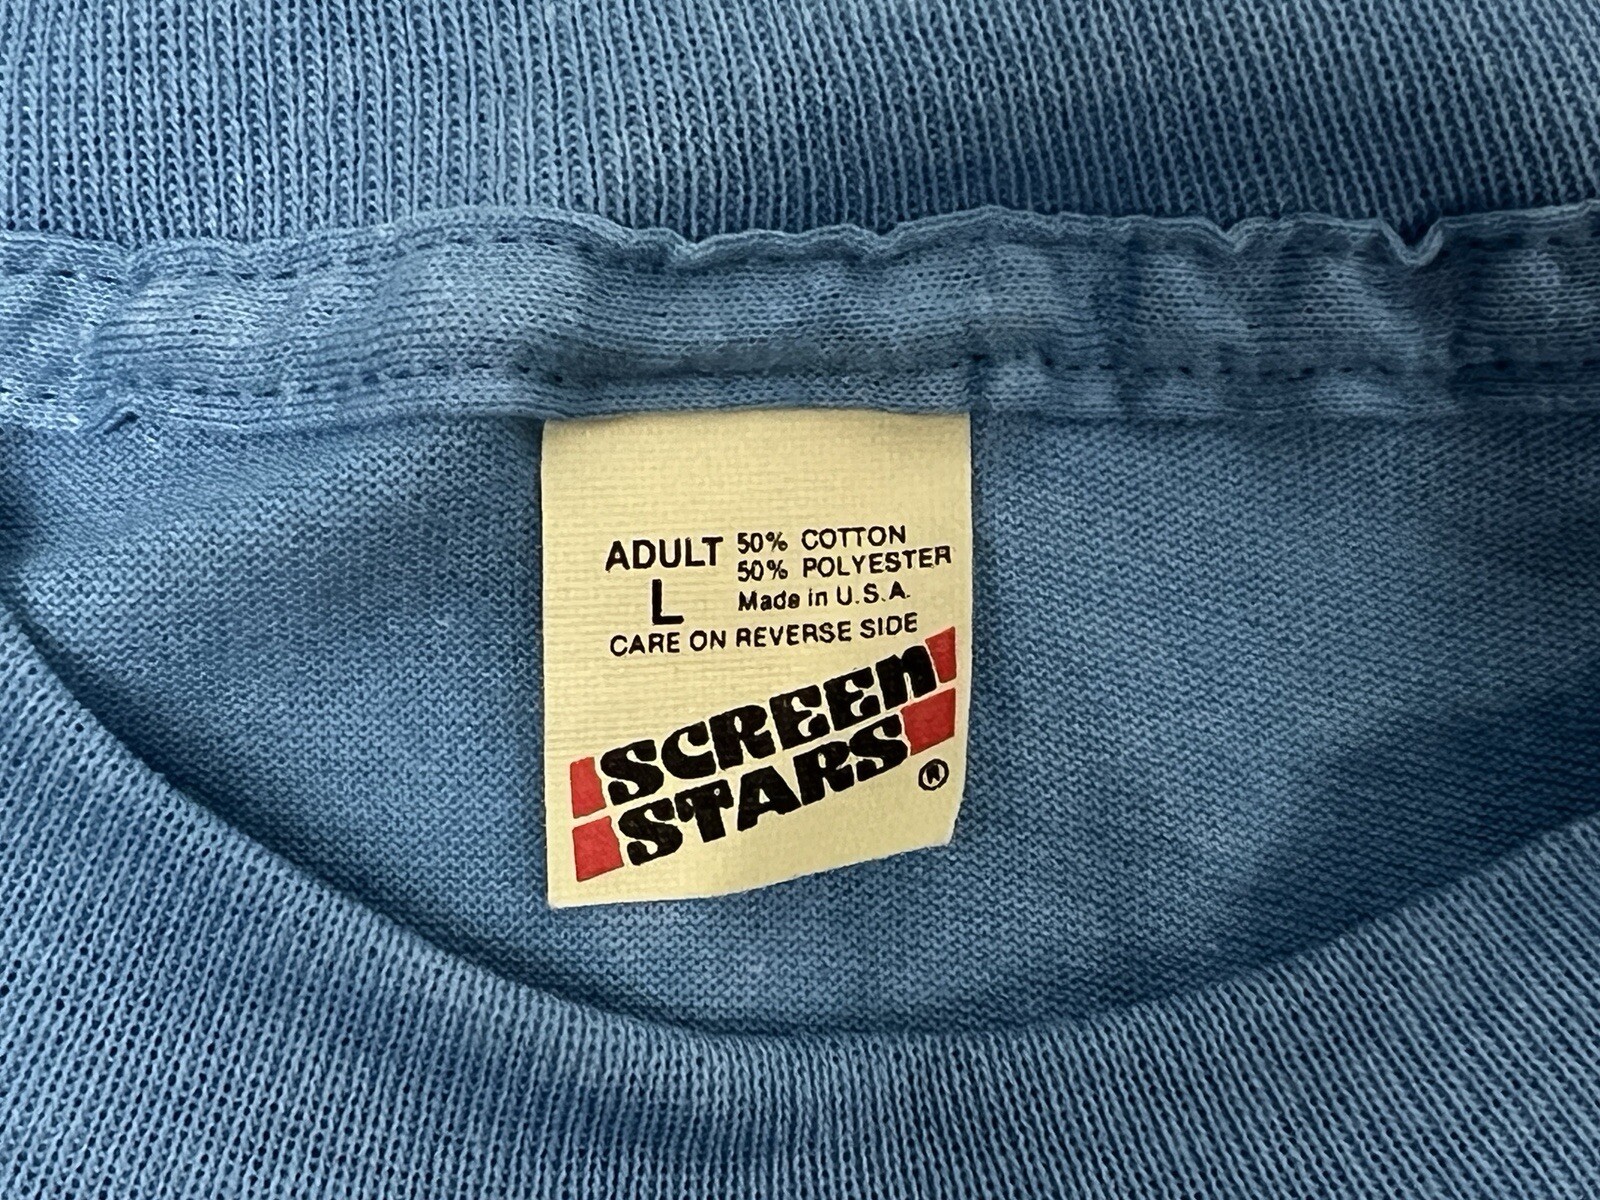 ADULT 50% COTTON
50% POLYESTER
L Made in U.S.A.
CARE ON REVERSE SIDE
SCREEN
STARS ®